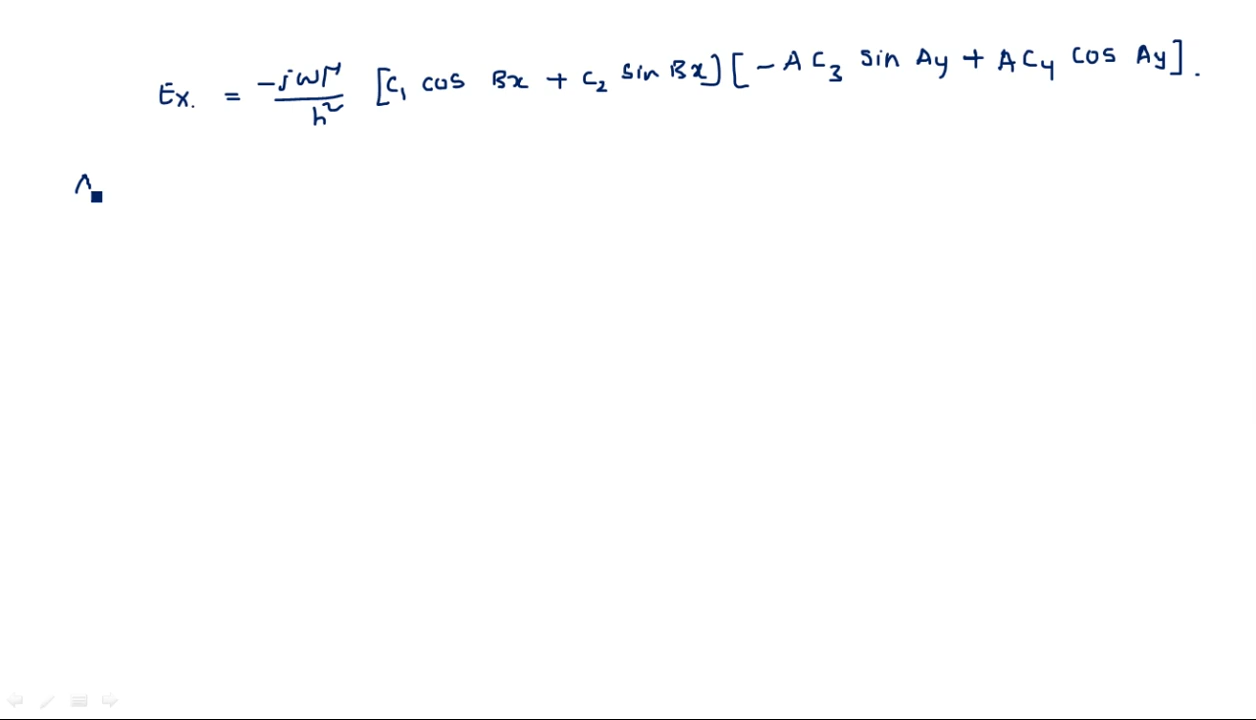 Ex. = -jωμ/h² [C₁ cos Bx + C₂ sin Bx] [- A C₃ sin Ay + A C₄ cos Ay].